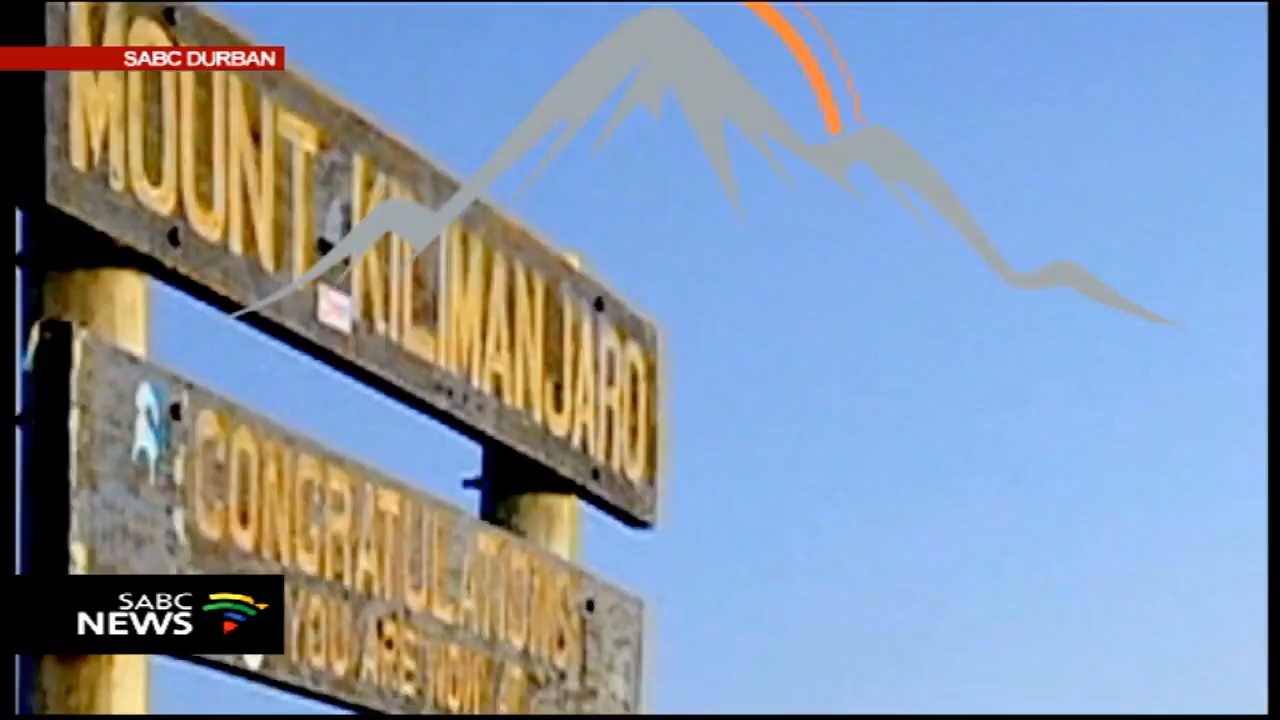 SABC DURBAN
MOUNT KILIMANJARO
CONGRATULATIONS
YOU ARE NOW
SABC
NEWS